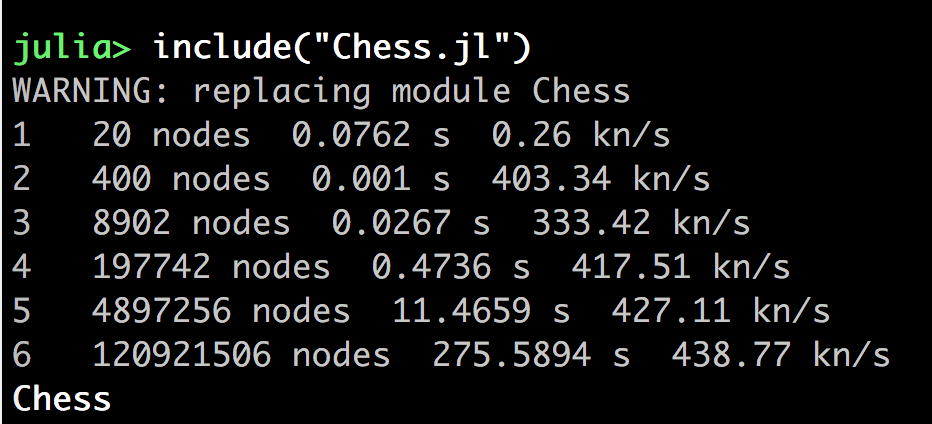 julia> include("Chess.jl")
WARNING: replacing module Chess
1   20 nodes  0.0762 s  0.26 kn/s
2   400 nodes  0.001 s  403.34 kn/s
3   8902 nodes  0.0267 s  333.42 kn/s
4   197742 nodes  0.4736 s  417.51 kn/s
5   4897256 nodes  11.4659 s  427.11 kn/s
6   120921506 nodes  275.5894 s  438.77 kn/s
Chess